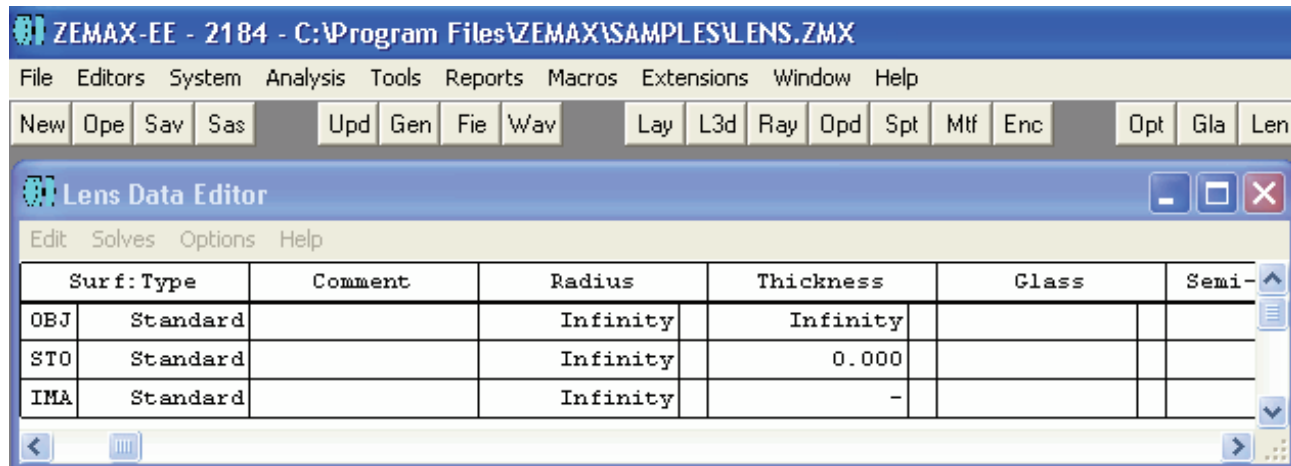 ZEMAX-EE - 2184 - C:\Program Files\ZEMAX\SAMPLES\LENS.ZMX
File Editors System Analysis Tools Reports Macros Extensions Window Help
New Ope Sav Sas Upd Gen Fie Wav Lay L3d Ray Opd Spt Mtf Enc Opt Gla Len
Lens Data Editor
Edit Solves Options Help
Surf:Type Comment Radius Thickness Glass Semi-
OBJ Standard Infinity Infinity
STO Standard Infinity 0.000
IMA Standard Infinity -